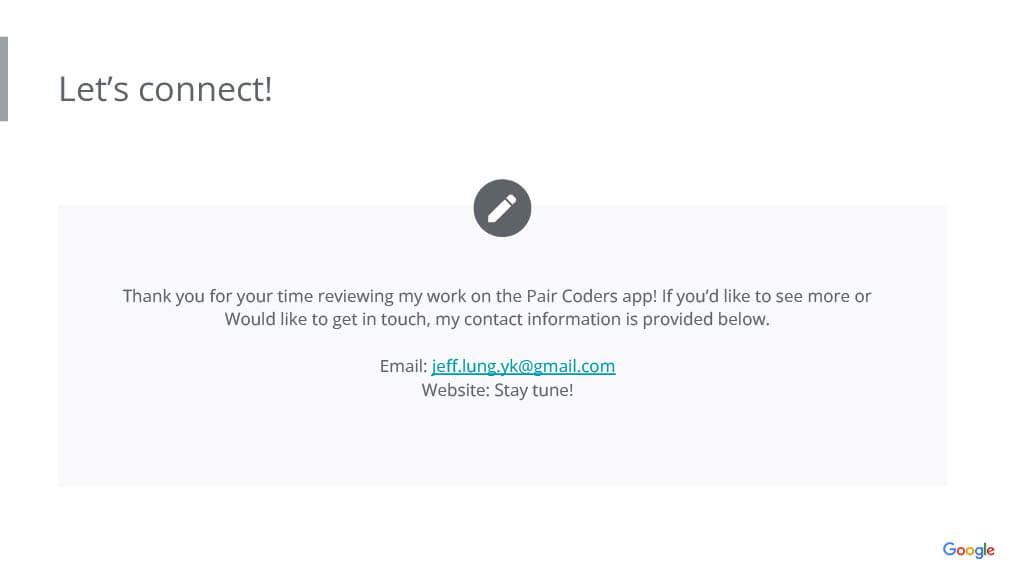 Let’s connect!
Thank you for your time reviewing my work on the Pair Coders app! If you’d like to see more or
Would like to get in touch, my contact information is provided below.
Email: jeff.lung.yk@gmail.com
Website: Stay tune!
Google